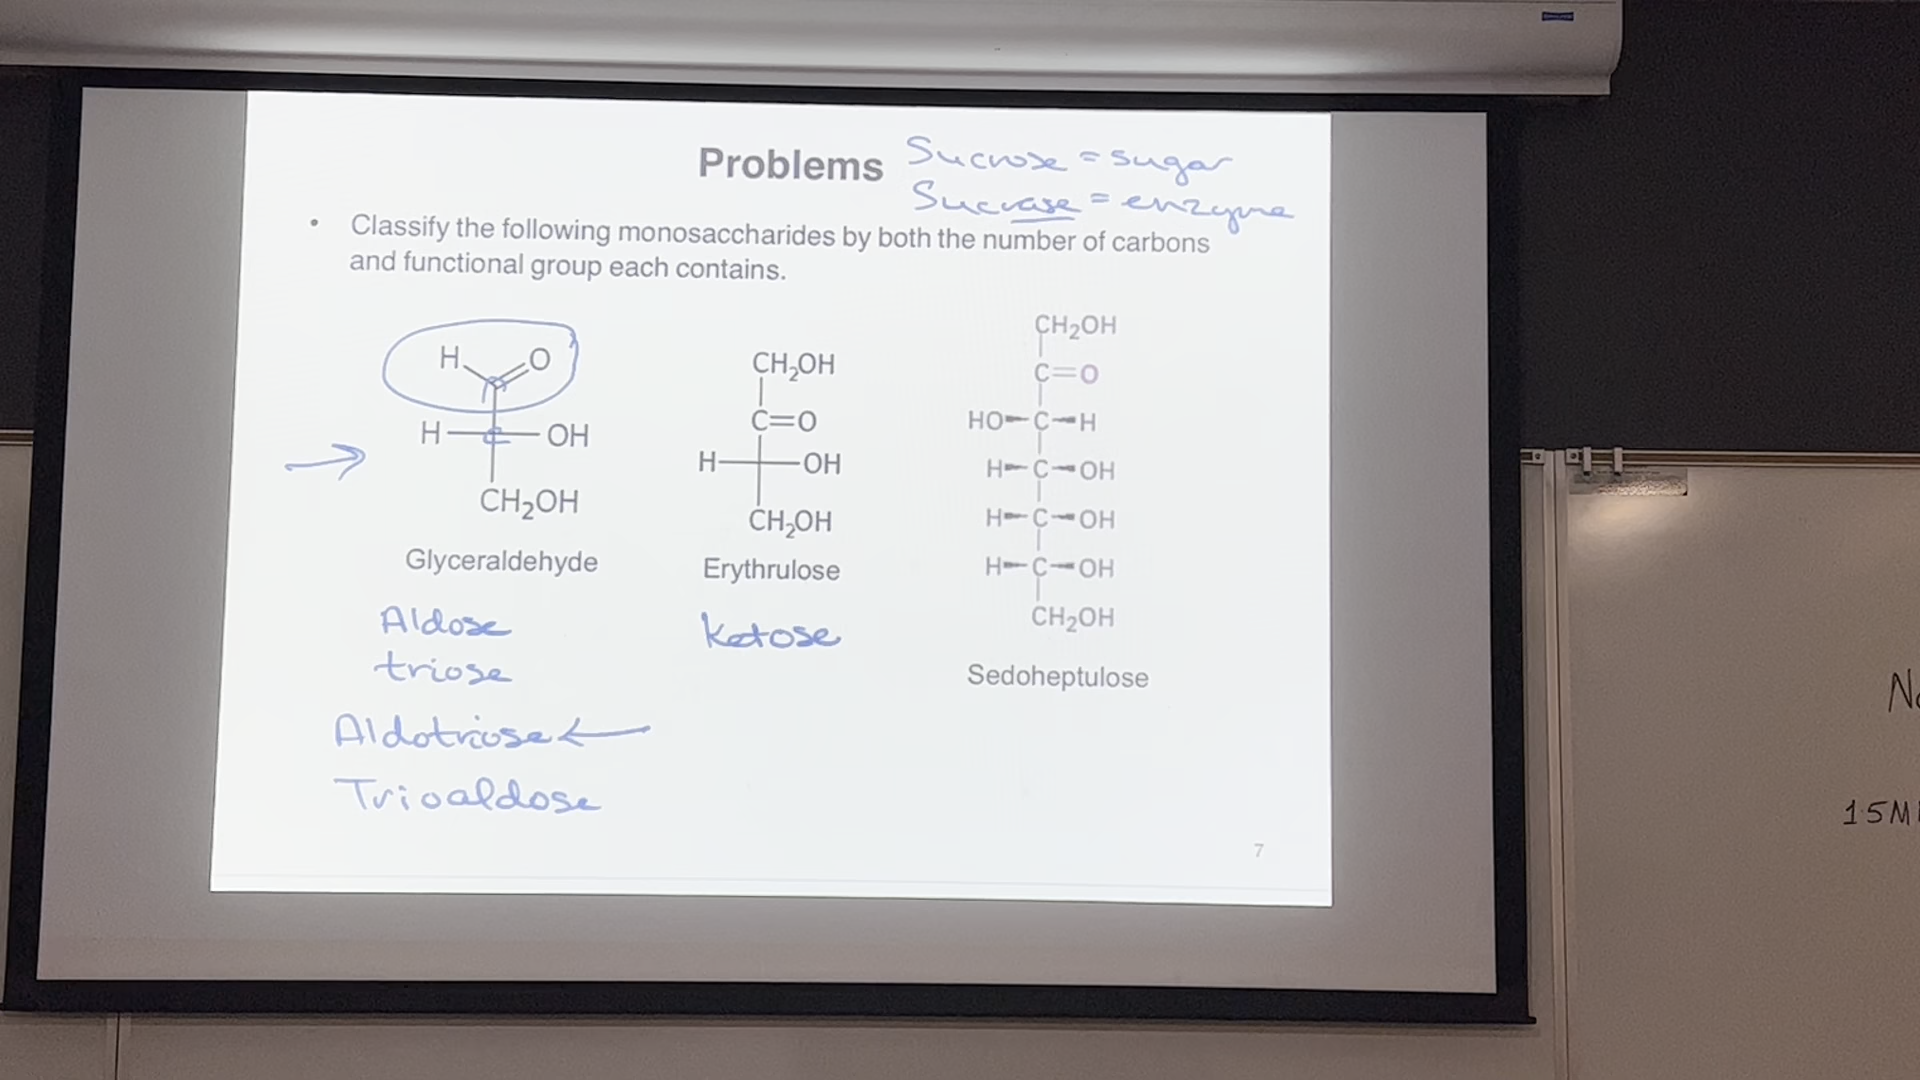 Problems
Sucrose = sugar
Sucrase = enzyme
• Classify the following monosaccharides by both the number of carbons
and functional group each contains.
H O
C
H C OH
CH₂OH
Glyceraldehyde
Aldose
triose
Aldotriose ←
Trioaldose
CH₂OH
C=O
H OH
CH₂OH
Erythrulose
Ketose
CH₂OH
C=O
HO-C-H
H-C-OH
H-C-OH
H-C-OH
CH₂OH
Sedoheptulose
7